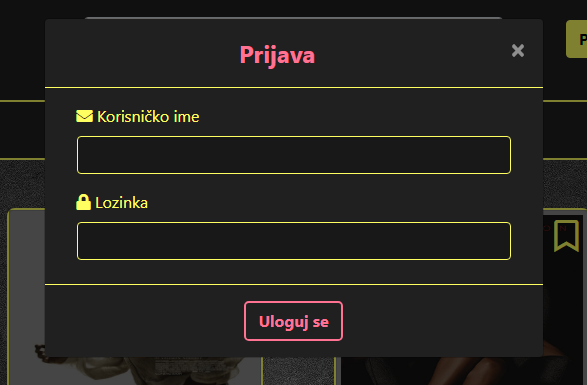 Prijava
×
Korisničko ime
Lozinka
Uloguj se